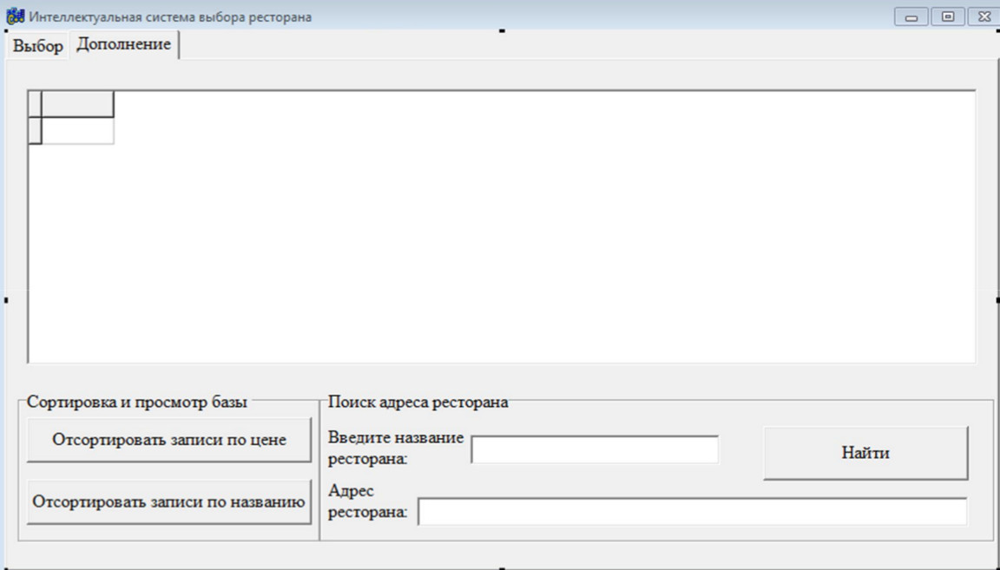 Интеллектуальная система выбора ресторана
Выбор
Дополнение
Сортировка и просмотр базы
Отсортировать записи по цене
Отсортировать записи по названию
Поиск адреса ресторана
Введите название
ресторана:
Найти
Адрес
ресторана: